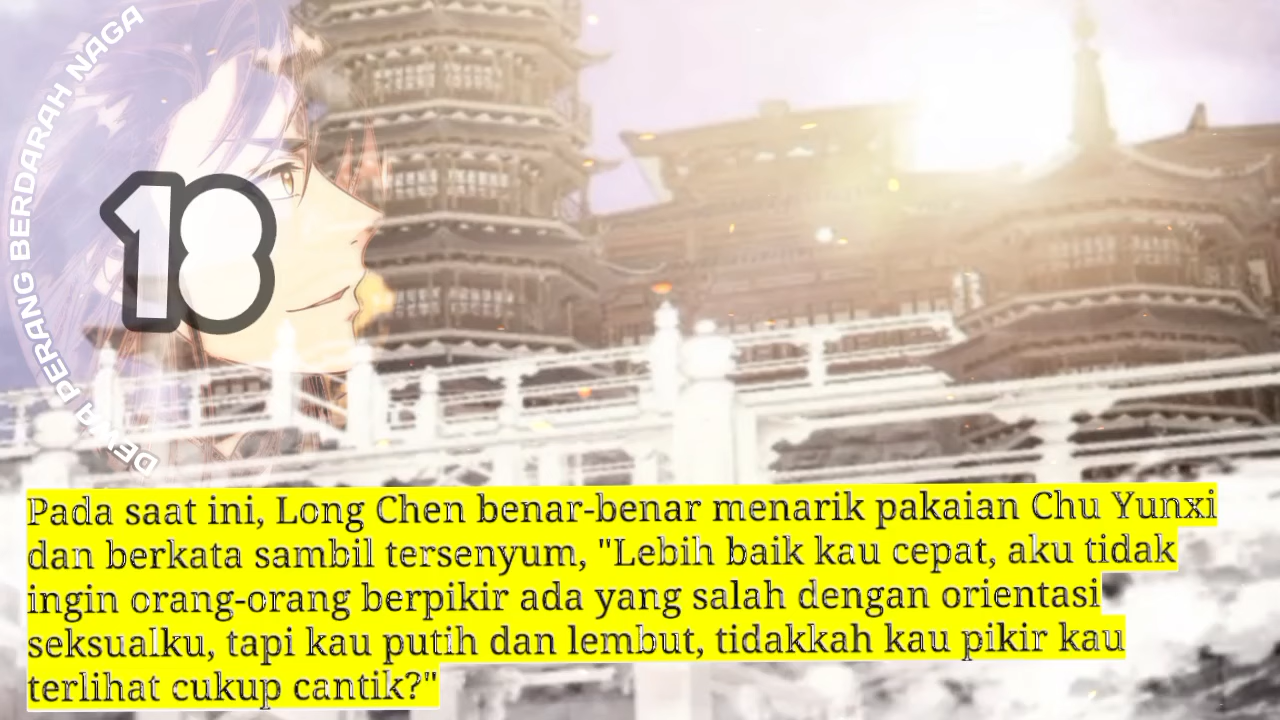 DEWA PERANG BERDARAH NAGA
18
Pada saat ini, Long Chen benar-benar menarik pakaian Chu Yunxi
dan berkata sambil tersenyum, "Lebih baik kau cepat, aku tidak
ingin orang-orang berpikir ada yang salah dengan orientasi
seksualku, tapi kau putih dan lembut, tidakkah kau pikir kau
terlihat cukup cantik?"